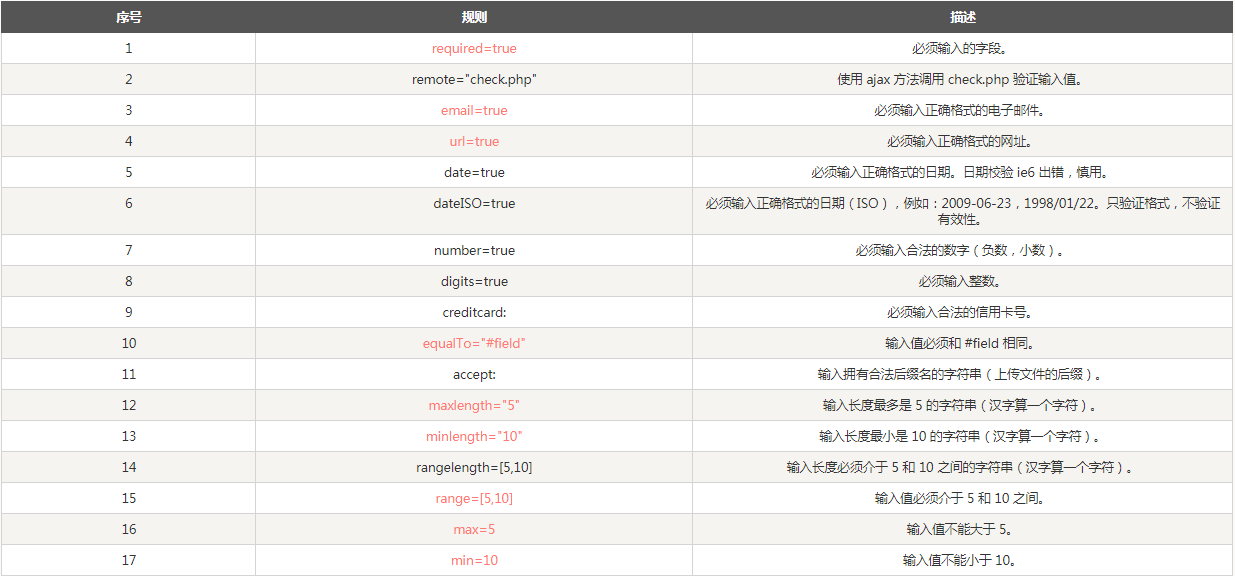 序号 规则 描述
1 required=true 必须输入的字段。
2 remote="check.php" 使用 ajax 方法调用 check.php 验证输入值。
3 email=true 必须输入正确格式的电子邮件。
4 url=true 必须输入正确格式的网址。
5 date=true 必须输入正确格式的日期。日期校验 ie6 出错，慎用。
6 dateISO=true 必须输入正确格式的日期（ISO），例如：2009-06-23，1998/01/22。只验证格式，不验证
有效性。
7 number=true 必须输入合法的数字（负数，小数）。
8 digits=true 必须输入整数。
9 creditcard: 必须输入合法的信用卡号。
10 equalTo="#field" 输入值必须和 #field 相同。
11 accept: 输入拥有合法后缀名的字符串（上传文件的后缀）。
12 maxlength="5" 输入长度最多是 5 的字符串（汉字算一个字符）。
13 minlength="10" 输入长度最小是 10 的字符串（汉字算一个字符）。
14 rangelength=[5,10] 输入长度必须介于 5 和 10 之间的字符串（汉字算一个字符）。
15 range=[5,10] 输入值必须介于 5 和 10 之间。
16 max=5 输入值不能大于 5。
17 min=10 输入值不能小于 10。